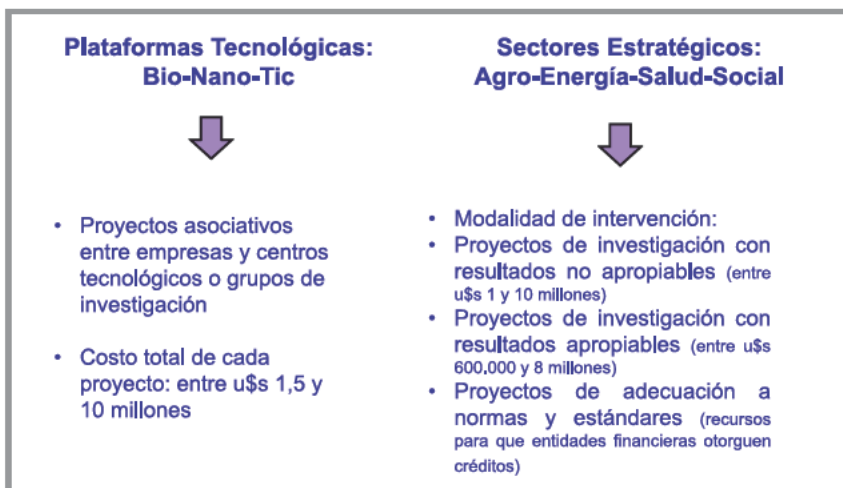 Plataformas Tecnológicas:
Bio-Nano-Tic
• Proyectos asociativos
entre empresas y centros
tecnológicos o grupos de
investigación
• Costo total de cada
proyecto: entre u$s 1,5 y
10 millones
Sectores Estratégicos:
Agro-Energía-Salud-Social
• Modalidad de intervención:
• Proyectos de investigación con
resultados no apropiables (entre
u$s 1 y 10 millones)
• Proyectos de investigación con
resultados apropiables (entre u$s
600,000 y 8 millones)
• Proyectos de adecuación a
normas y estándares (recursos
para que entidades financieras otorguen
créditos)